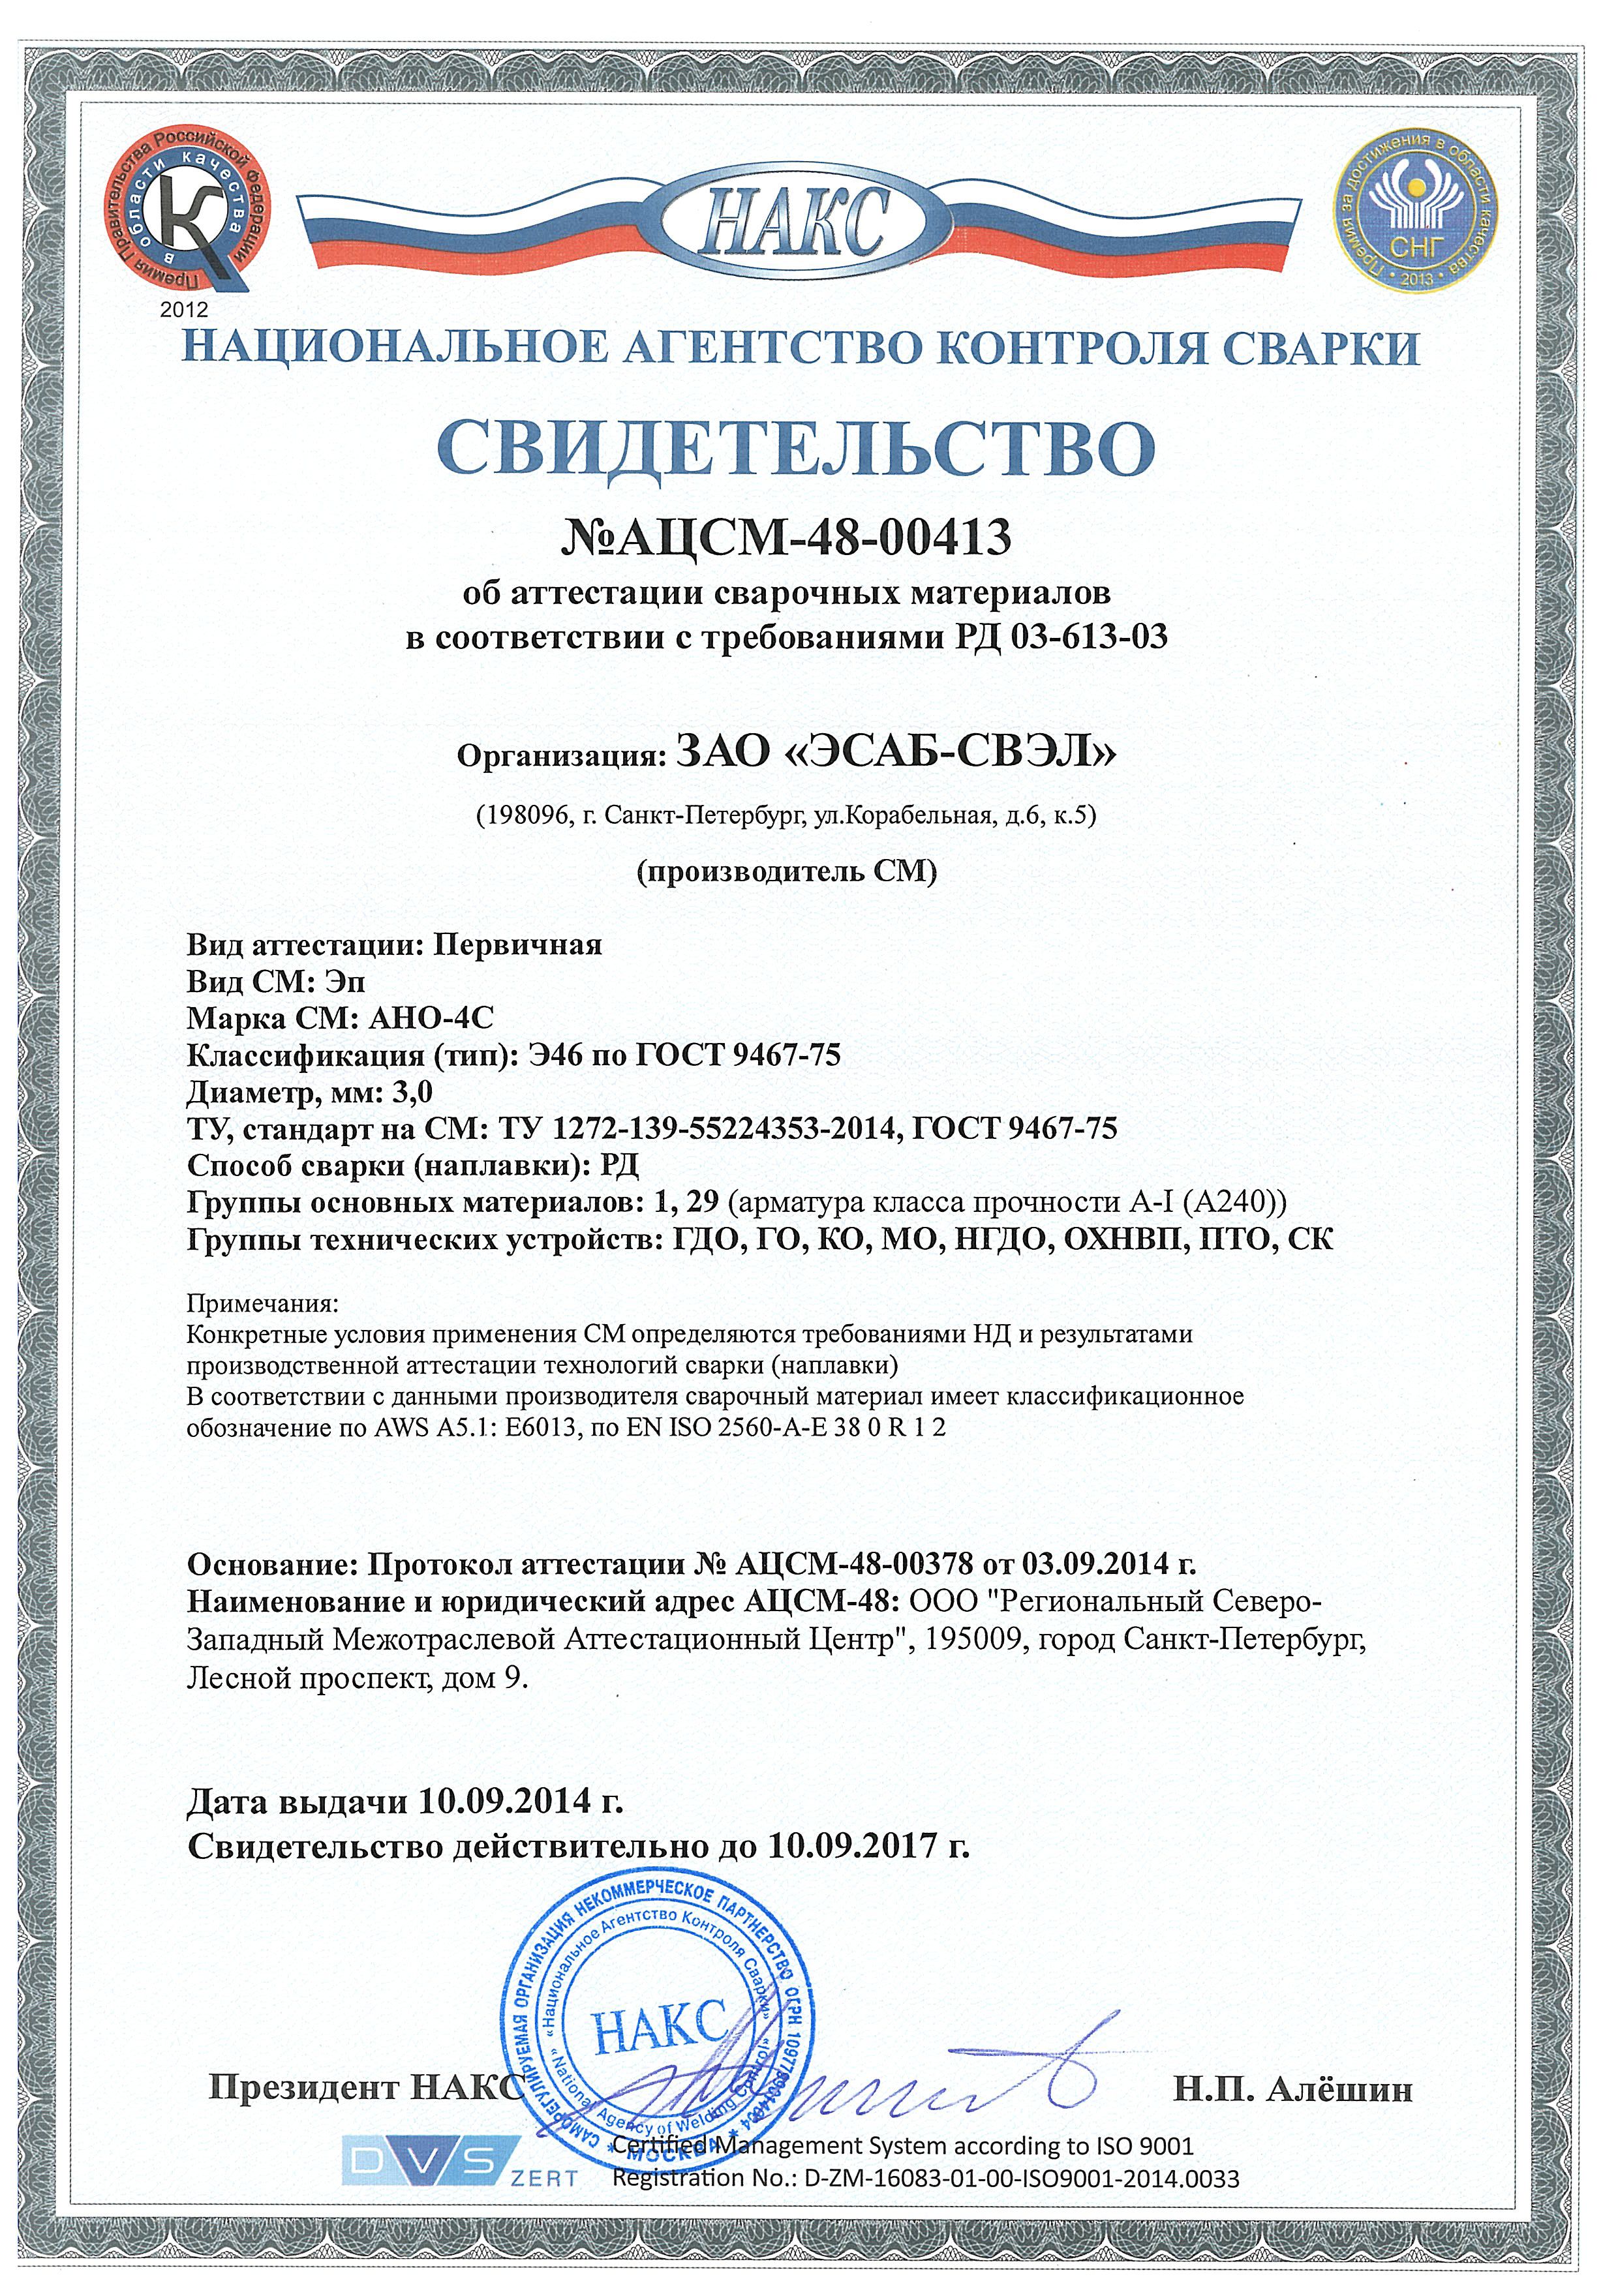 Премия Правительства Российской Федерации
в области качества
2012
НАКС
Премия за достижения в области качества
СНГ
• 2013 •
НАЦИОНАЛЬНОЕ АГЕНТСТВО КОНТРОЛЯ СВАРКИ
СВИДЕТЕЛЬСТВО
№АЦСМ-48-00413
об аттестации сварочных материалов
в соответствии с требованиями РД 03-613-03
Организация: ЗАО «ЭСАБ-СВЭЛ»
(198096, г. Санкт-Петербург, ул.Корабельная, д.6, к.5)
(производитель СМ)
Вид аттестации: Первичная
Вид СМ: Эп
Марка СМ: АНО-4С
Классификация (тип): Э46 по ГОСТ 9467-75
Диаметр, мм: 3,0
ТУ, стандарт на СМ: ТУ 1272-139-55224353-2014, ГОСТ 9467-75
Способ сварки (наплавки): РД
Группы основных материалов: 1, 29 (арматура класса прочности А-I (А240))
Группы технических устройств: ГДО, ГО, КО, МО, НГДО, ОХНВП, ПТО, СК
Примечания:
Конкретные условия применения СМ определяются требованиями НД и результатами
производственной аттестации технологий сварки (наплавки)
В соответствии с данными производителя сварочный материал имеет классификационное
обозначение по AWS A5.1: E6013, по EN ISO 2560-A-E 38 0 R 1 2
Основание: Протокол аттестации № АЦСМ-48-00378 от 03.09.2014 г.
Наименование и юридический адрес АЦСМ-48: ООО "Региональный Северо-
Западный Межотраслевой Аттестационный Центр", 195009, город Санкт-Петербург,
Лесной проспект, дом 9.
Дата выдачи 10.09.2014 г.
Свидетельство действительно до 10.09.2017 г.
САМОРЕГУЛИРУЕМАЯ ОРГАНИЗАЦИЯ НЕКОММЕРЧЕСКОЕ ПАРТНЕРСТВО ОГРН
* МОСКВА *
«Национальное Агентство Контроля Сварки»
«National Agency of Welding Control»
НАКС
Президент НАКС
Н.П. Алёшин
DVS ZERT
Certified Management System according to ISO 9001
Registration No.: D-ZM-16083-01-00-ISO9001-2014.0033